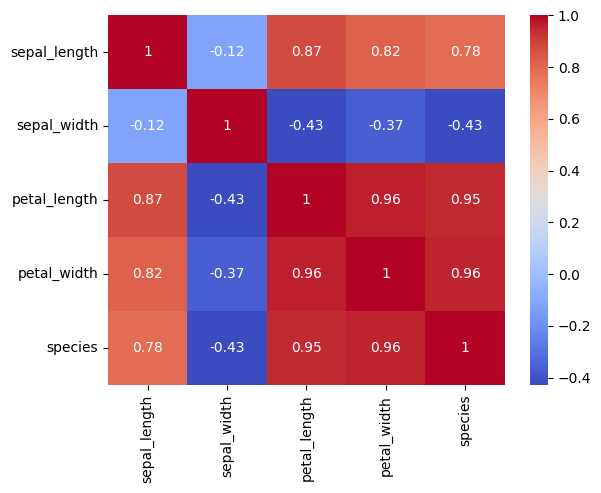 sepal_length 1 -0.12 0.87 0.82 0.78
sepal_width -0.12 1 -0.43 -0.37 -0.43
petal_length 0.87 -0.43 1 0.96 0.95
petal_width 0.82 -0.37 0.96 1 0.96
species 0.78 -0.43 0.95 0.96 1
sepal_length
sepal_width
petal_length
petal_width
species
1.0
0.8
0.6
0.4
0.2
0.0
−0.2
−0.4